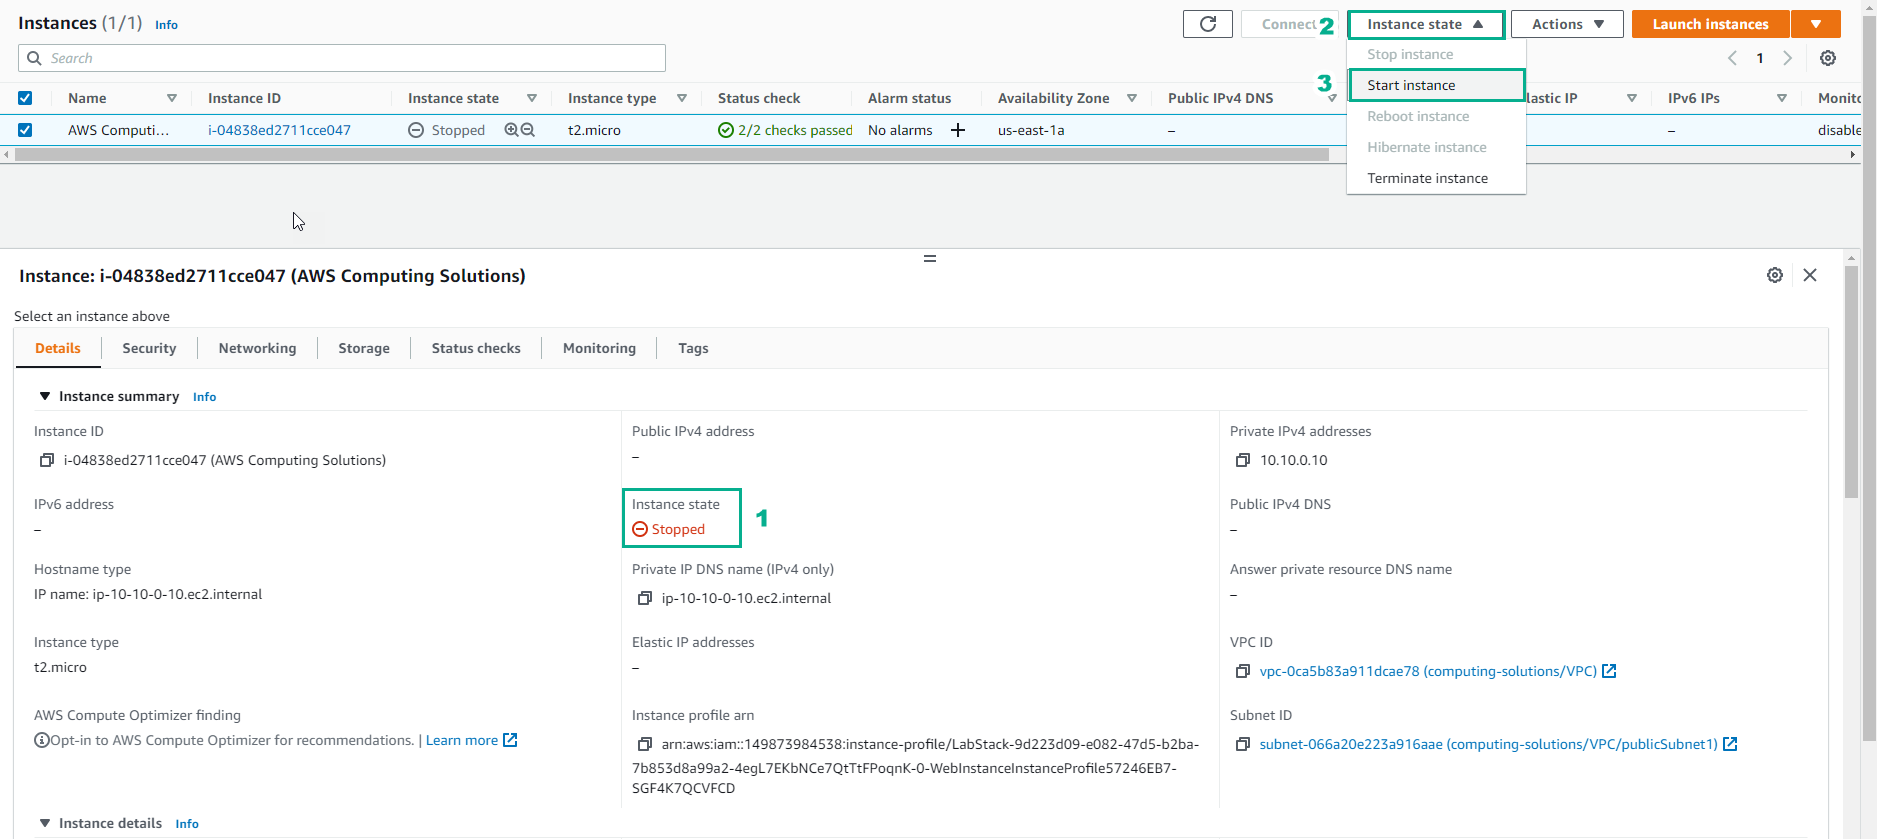 Instances (1/1) Info
Connect 2 Instance state Actions Launch instances
Search
1
Stop instance
3 Start instance
Reboot instance
Hibernate instance
Terminate instance
Name Instance ID Instance state Instance type Status check Alarm status Availability Zone Public IPv4 DNS lastic IP IPv6 IPs Monito
AWS Computi... i-04838ed2711cce047 Stopped t2.micro 2/2 checks passed No alarms + us-east-1a – – disable
Instance: i-04838ed2711cce047 (AWS Computing Solutions)
Select an instance above
Details Security Networking Storage Status checks Monitoring Tags
Instance summary Info
Instance ID
i-04838ed2711cce047 (AWS Computing Solutions)
Public IPv4 address
–
Private IPv4 addresses
10.10.0.10
IPv6 address
–
Instance state
Stopped
1
Public IPv4 DNS
–
Hostname type
IP name: ip-10-10-0-10.ec2.internal
Private IP DNS name (IPv4 only)
ip-10-10-0-10.ec2.internal
Answer private resource DNS name
–
Instance type
t2.micro
Elastic IP addresses
–
VPC ID
vpc-0ca5b83a911dcae78 (computing-solutions/VPC)
AWS Compute Optimizer finding
Opt-in to AWS Compute Optimizer for recommendations. | Learn more
Instance profile arn
arn:aws:iam::149873984538:instance-profile/LabStack-9d223d09-e082-47d5-b2ba-
7b853d8a99a2-4egL7EKbNCe7QtTtFPoqnK-0-WebInstanceInstanceProfile57246EB7-
SGF4K7QCVFCD
Subnet ID
subnet-066a20e223a916aae (computing-solutions/VPC/publicSubnet1)
Instance details Info